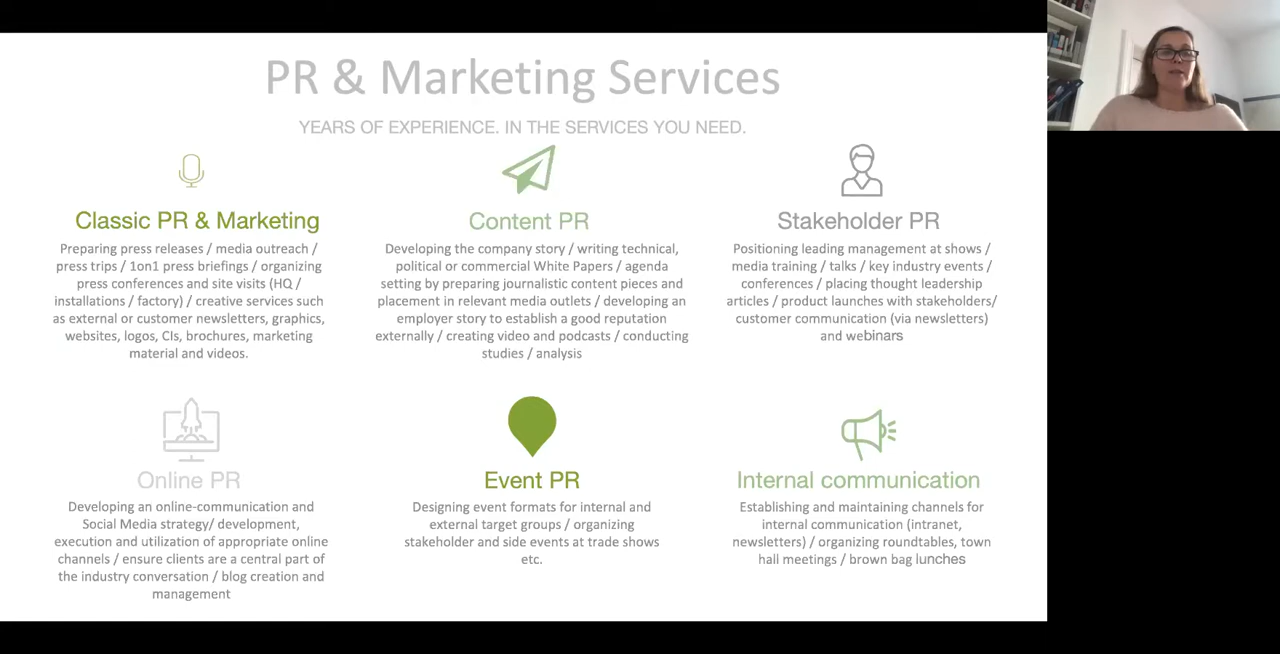 PR & Marketing Services
YEARS OF EXPERIENCE. IN THE SERVICES YOU NEED.
Classic PR & Marketing
Preparing press releases / media outreach /
press trips / 1on1 press briefings / organizing
press conferences and site visits (HQ /
installations / factory) / creative services such
as external or customer newsletters, graphics,
websites, logos, CIs, brochures, marketing
material and videos.
Content PR
Developing the company story / writing technical,
political or commercial White Papers / agenda
setting by preparing journalistic content pieces and
placement in relevant media outlets / developing an
employer story to establish a good reputation
externally / creating video and podcasts / conducting
studies / analysis
Stakeholder PR
Positioning leading management at shows /
media training / talks / key industry events /
conferences / placing thought leadership
articles / product launches with stakeholders/
customer communication (via newsletters)
and webinars
Online PR
Developing an online-communication and
Social Media strategy/ development,
execution and utilization of appropriate online
channels / ensure clients are a central part of
the industry conversation / blog creation and
management
Event PR
Designing event formats for internal and
external target groups / organizing
stakeholder and side events at trade shows
etc.
Internal communication
Establishing and maintaining channels for
internal communication (intranet,
newsletters) / organizing roundtables, town
hall meetings / brown bag lunches